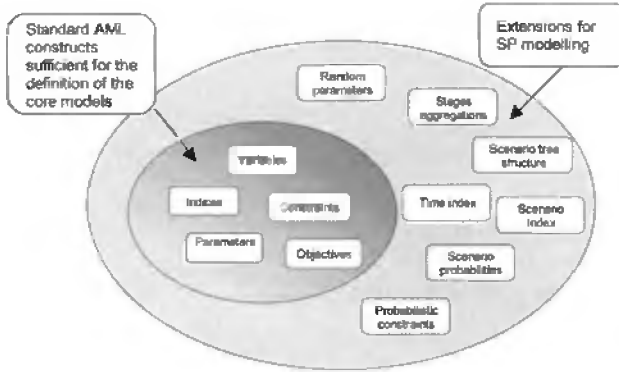 Standard AML
constructs
sufficient for the
definition of the
core models
Extensions for
SP modelling
Random
parameters
Stages
aggregations
Scenario tree
structure
Variables
Indices
Constraints
Time index
Scenario
index
Parameters
Objectives
Scenario
probabilities
Probabilistic
constraints